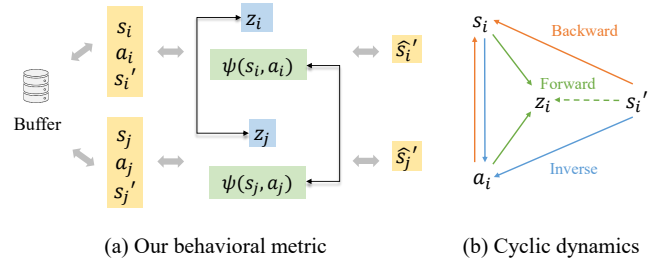 Buffer
s_i
a_i
s_i′
s_j
a_j
s_j′
z_i
ψ(s_i, a_i)
z_j
ψ(s_j, a_j)
ŝ_i′
ŝ_j′
(a) Our behavioral metric
s_i
Backward
Forward
z_i
s_i′
a_i
Inverse
(b) Cyclic dynamics